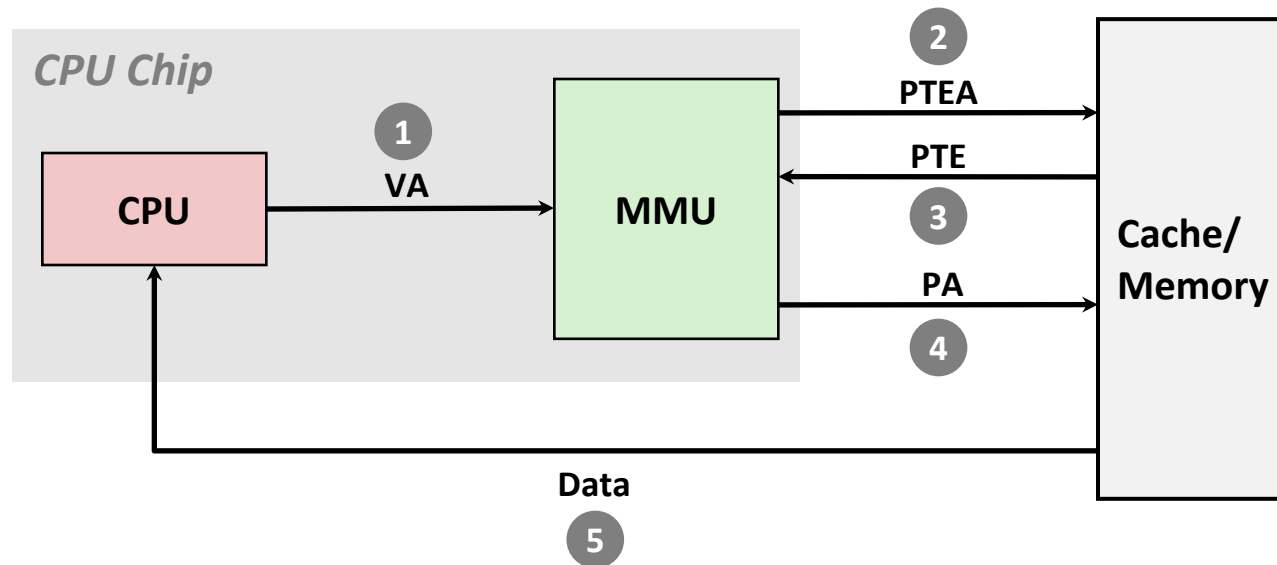 2
CPU Chip
PTEA
1
PTE
VA
CPU
MMU
3
Cache/
Memory
PA
4
Data
5